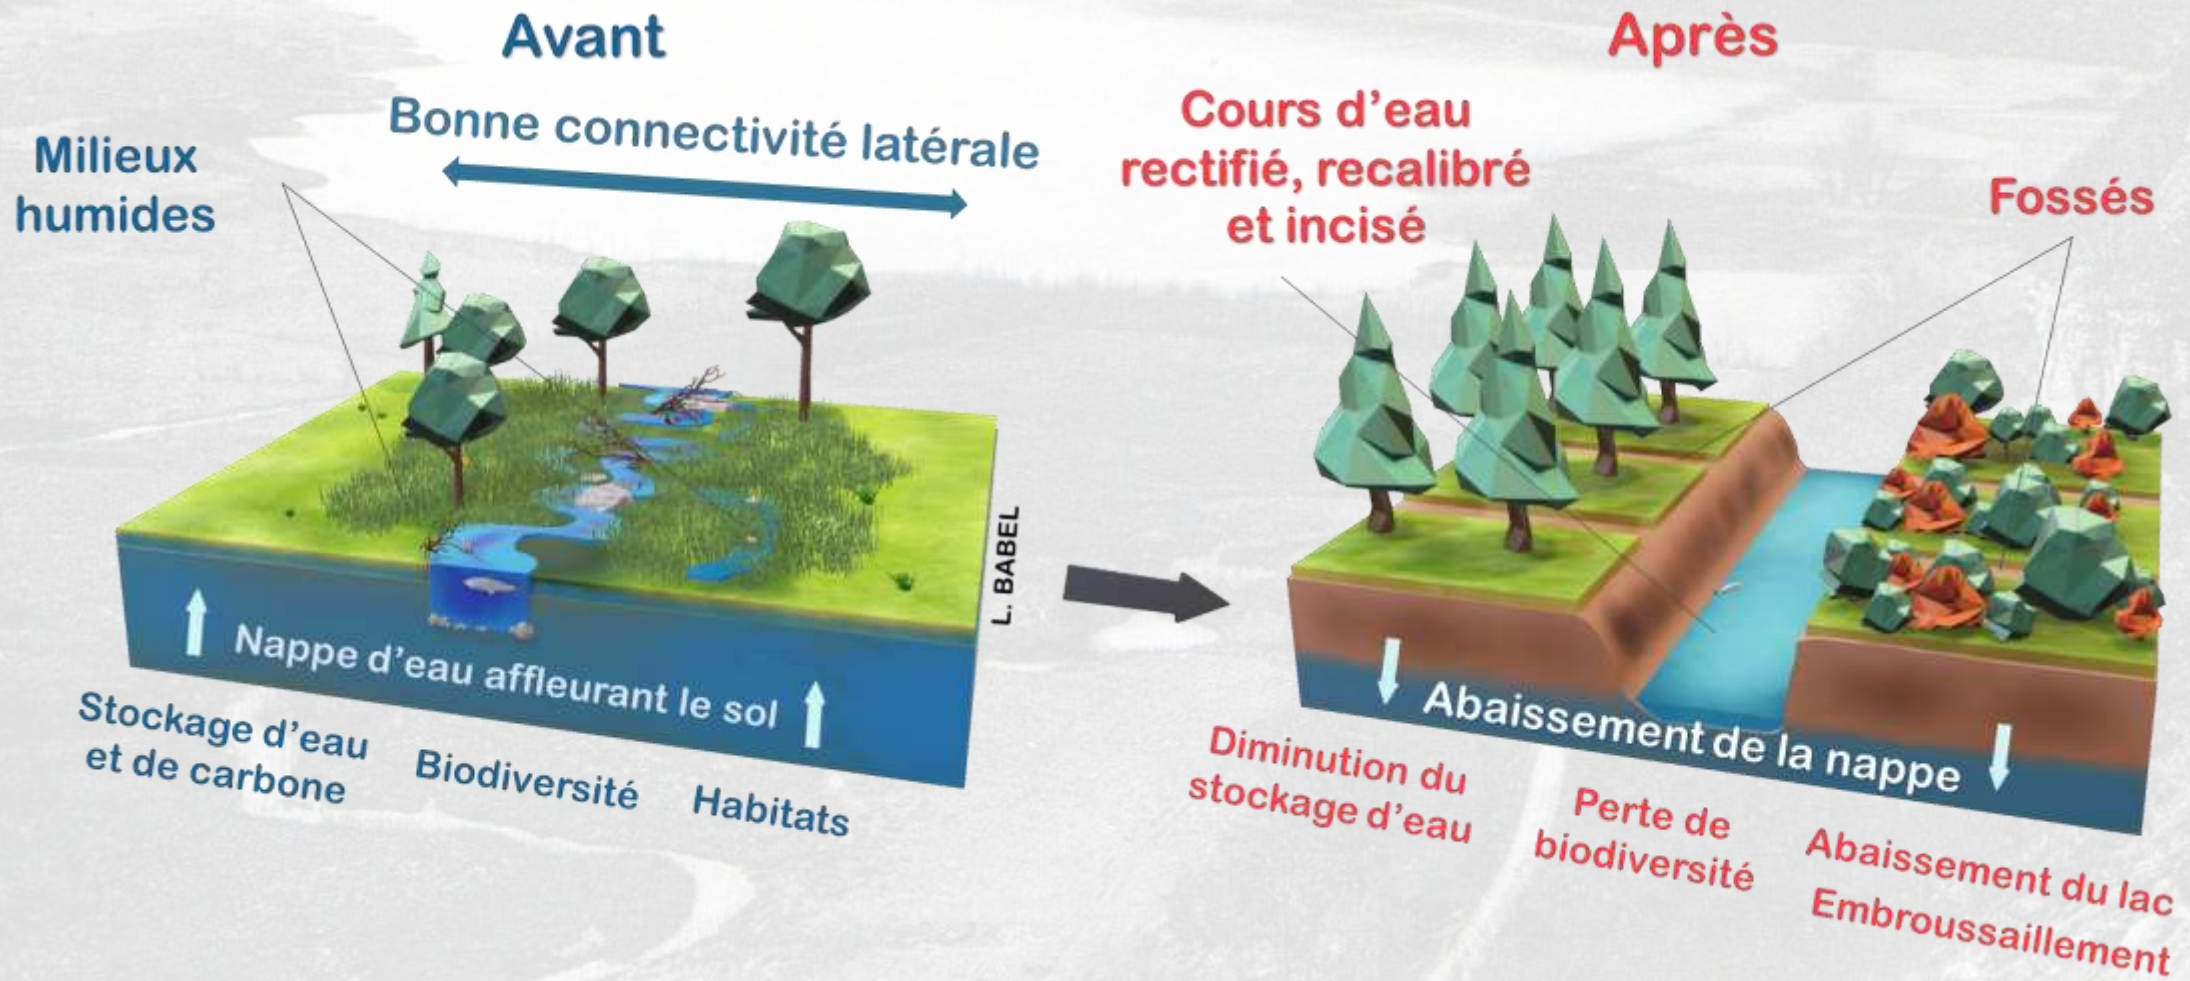 Avant
Bonne connectivité latérale
Milieux
humides
Nappe d'eau affleurant le sol
Stockage d'eau
et de carbone
Biodiversité
Habitats
L. BABEL
Après
Cours d'eau
rectifié, recalibré
et incisé
Fossés
Abaissement de la nappe
Diminution du
stockage d'eau
Perte de
biodiversité
Abaissement du lac
Embroussaillement